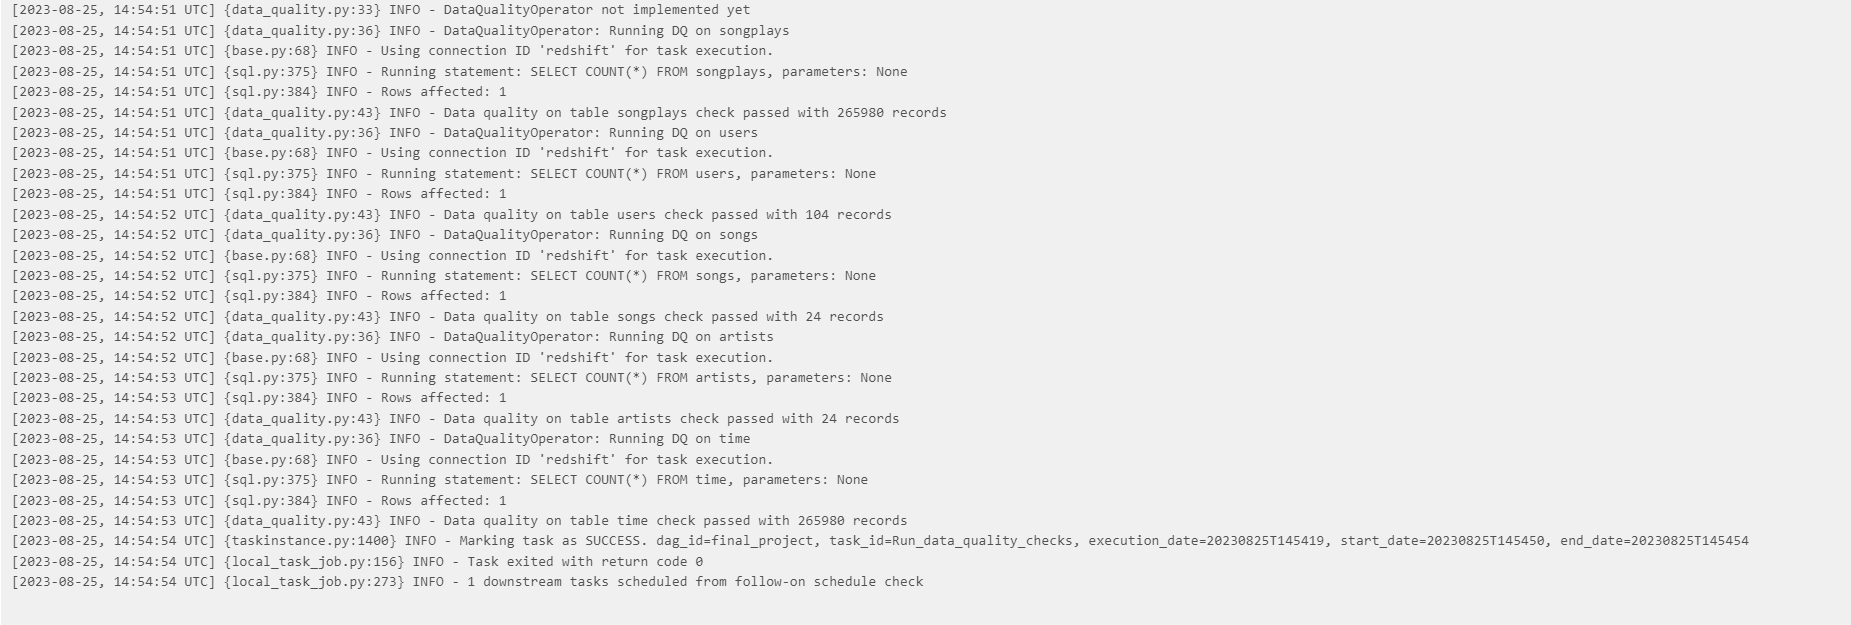 [2023-08-25, 14:54:51 UTC] {data_quality.py:33} INFO - DataQualityOperator not implemented yet
[2023-08-25, 14:54:51 UTC] {data_quality.py:36} INFO - DataQualityOperator: Running DQ on songplays
[2023-08-25, 14:54:51 UTC] {base.py:68} INFO - Using connection ID 'redshift' for task execution.
[2023-08-25, 14:54:51 UTC] {sql.py:375} INFO - Running statement: SELECT COUNT(*) FROM songplays, parameters: None
[2023-08-25, 14:54:51 UTC] {sql.py:384} INFO - Rows affected: 1
[2023-08-25, 14:54:51 UTC] {data_quality.py:43} INFO - Data quality on table songplays check passed with 265980 records
[2023-08-25, 14:54:51 UTC] {data_quality.py:36} INFO - DataQualityOperator: Running DQ on users
[2023-08-25, 14:54:51 UTC] {base.py:68} INFO - Using connection ID 'redshift' for task execution.
[2023-08-25, 14:54:51 UTC] {sql.py:375} INFO - Running statement: SELECT COUNT(*) FROM users, parameters: None
[2023-08-25, 14:54:51 UTC] {sql.py:384} INFO - Rows affected: 1
[2023-08-25, 14:54:52 UTC] {data_quality.py:43} INFO - Data quality on table users check passed with 104 records
[2023-08-25, 14:54:52 UTC] {data_quality.py:36} INFO - DataQualityOperator: Running DQ on songs
[2023-08-25, 14:54:52 UTC] {base.py:68} INFO - Using connection ID 'redshift' for task execution.
[2023-08-25, 14:54:52 UTC] {sql.py:375} INFO - Running statement: SELECT COUNT(*) FROM songs, parameters: None
[2023-08-25, 14:54:52 UTC] {sql.py:384} INFO - Rows affected: 1
[2023-08-25, 14:54:52 UTC] {data_quality.py:43} INFO - Data quality on table songs check passed with 24 records
[2023-08-25, 14:54:52 UTC] {data_quality.py:36} INFO - DataQualityOperator: Running DQ on artists
[2023-08-25, 14:54:52 UTC] {base.py:68} INFO - Using connection ID 'redshift' for task execution.
[2023-08-25, 14:54:53 UTC] {sql.py:375} INFO - Running statement: SELECT COUNT(*) FROM artists, parameters: None
[2023-08-25, 14:54:53 UTC] {sql.py:384} INFO - Rows affected: 1
[2023-08-25, 14:54:53 UTC] {data_quality.py:43} INFO - Data quality on table artists check passed with 24 records
[2023-08-25, 14:54:53 UTC] {data_quality.py:36} INFO - DataQualityOperator: Running DQ on time
[2023-08-25, 14:54:53 UTC] {base.py:68} INFO - Using connection ID 'redshift' for task execution.
[2023-08-25, 14:54:53 UTC] {sql.py:375} INFO - Running statement: SELECT COUNT(*) FROM time, parameters: None
[2023-08-25, 14:54:53 UTC] {sql.py:384} INFO - Rows affected: 1
[2023-08-25, 14:54:53 UTC] {data_quality.py:43} INFO - Data quality on table time check passed with 265980 records
[2023-08-25, 14:54:54 UTC] {taskinstance.py:1400} INFO - Marking task as SUCCESS. dag_id=final_project, task_id=Run_data_quality_checks, execution_date=20230825T145419, start_date=20230825T145450, end_date=20230825T145454
[2023-08-25, 14:54:54 UTC] {local_task_job.py:156} INFO - Task exited with return code 0
[2023-08-25, 14:54:54 UTC] {local_task_job.py:273} INFO - 1 downstream tasks scheduled from follow-on schedule check